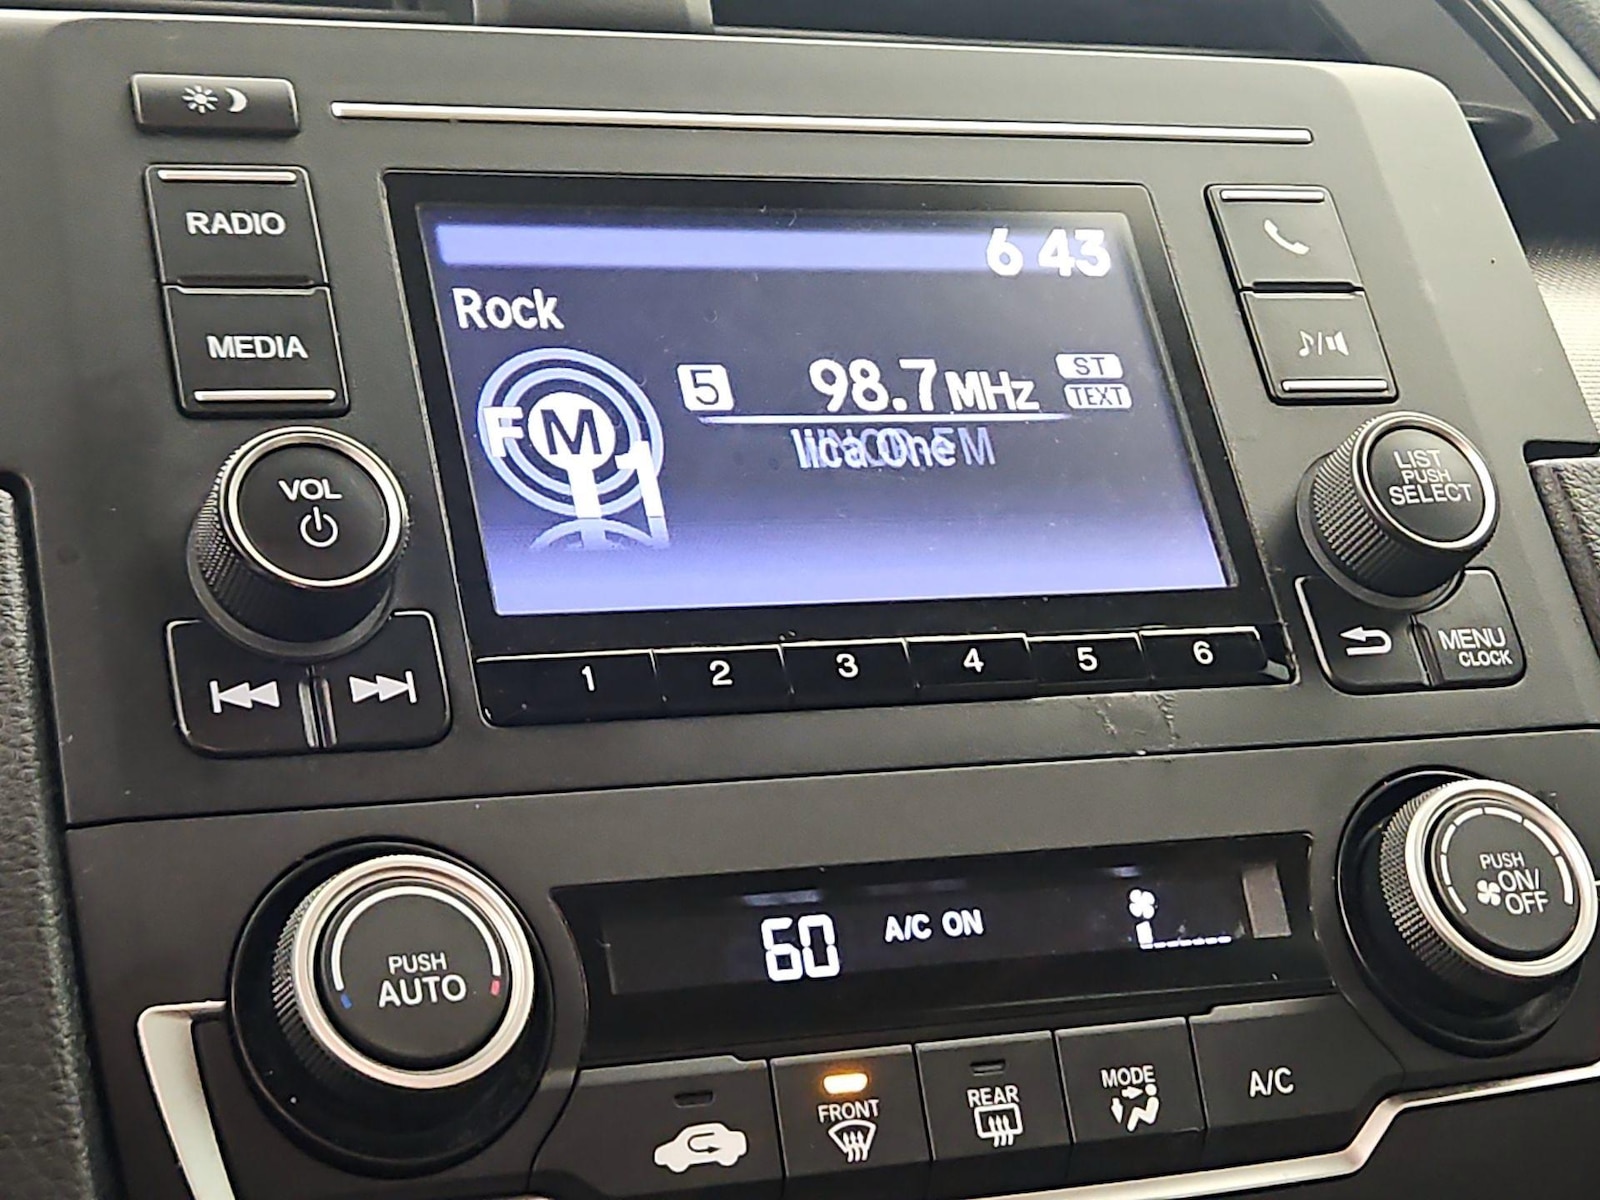 RADIO
MEDIA
6 43
Rock
5 98.7 MHz ST
TEXT
FM
1
VOL
LIST
PUSH
SELECT
1 2 3 4 5 6
MENU
CLOCK
60 A/C ON
PUSH
AUTO
PUSH
ON/
OFF
FRONT
REAR
MODE
A/C